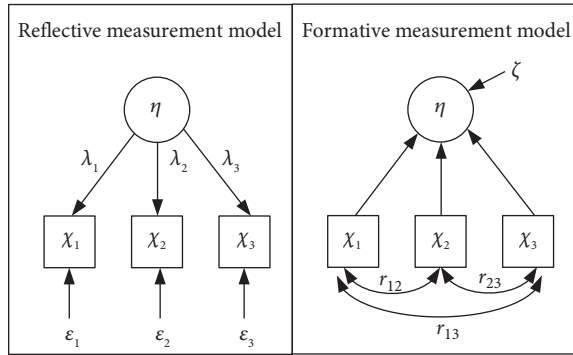 Reflective measurement model
η
λ1 λ2 λ3
χ1 χ2 χ3
ε1 ε2 ε3
Formative measurement model
ζ
η
χ1 χ2 χ3
r12 r23
r13